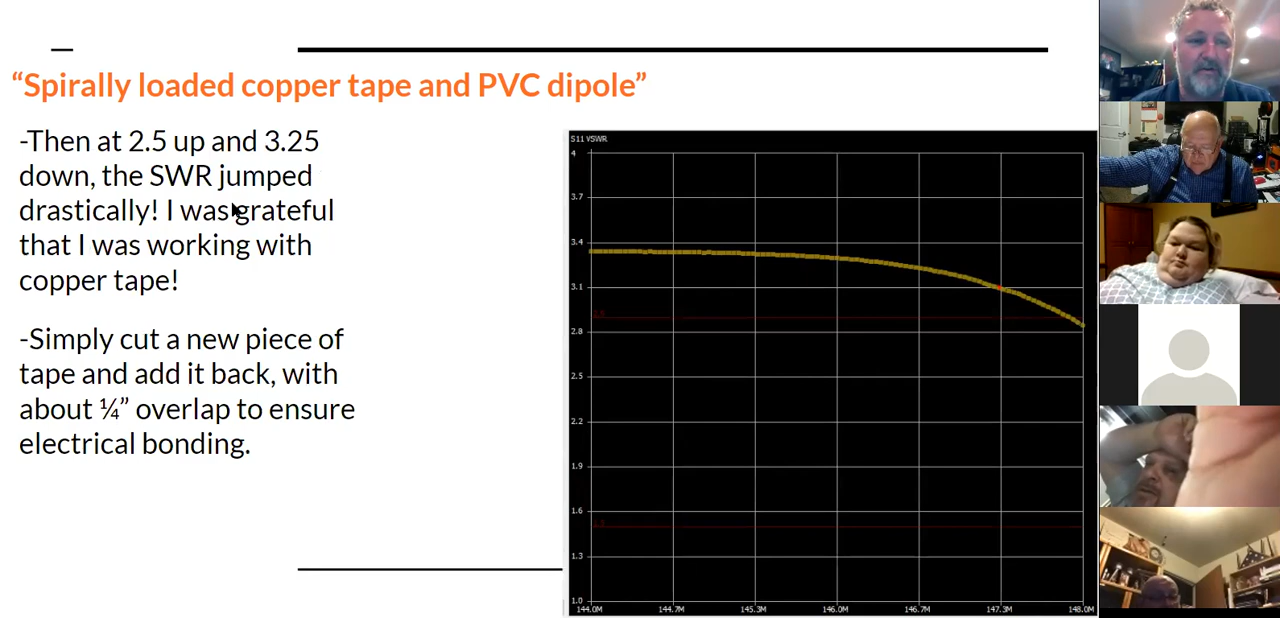 “Spirally loaded copper tape and PVC dipole”
-Then at 2.5 up and 3.25
down, the SWR jumped
drastically! I was grateful
that I was working with
copper tape!
-Simply cut a new piece of
tape and add it back, with
about ¼” overlap to ensure
electrical bonding.
S11 VSWR
4
3.7
3.4
3.1
2.8
2.5
2.2
1.9
1.6
1.3
1.0
144.0M 144.7M 145.3M 146.0M 146.7M 147.3M 148.0M